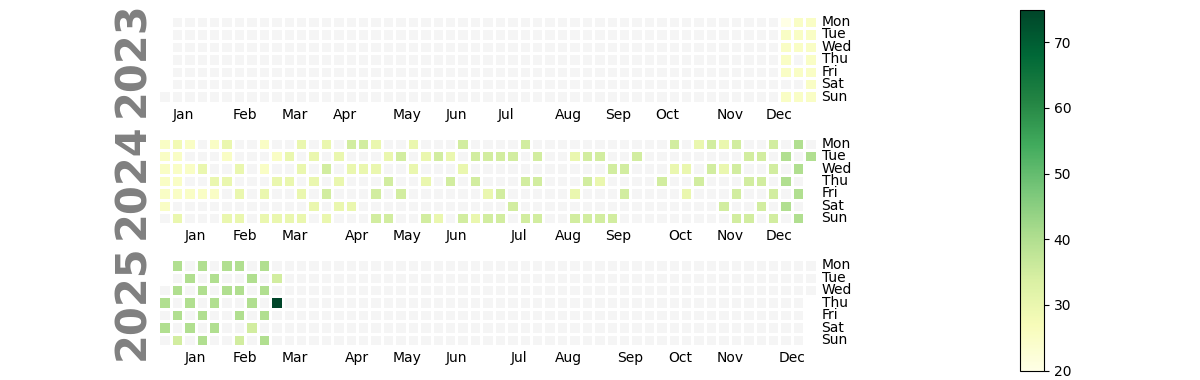 2023
Mon
Tue
Wed
Thu
Fri
Sat
Sun
Jan Feb Mar Apr May Jun Jul Aug Sep Oct Nov Dec
2024
Mon
Tue
Wed
Thu
Fri
Sat
Sun
Jan Feb Mar Apr May Jun Jul Aug Sep Oct Nov Dec
2025
Mon
Tue
Wed
Thu
Fri
Sat
Sun
Jan Feb Mar Apr May Jun Jul Aug Sep Oct Nov Dec
70
60
50
40
30
20